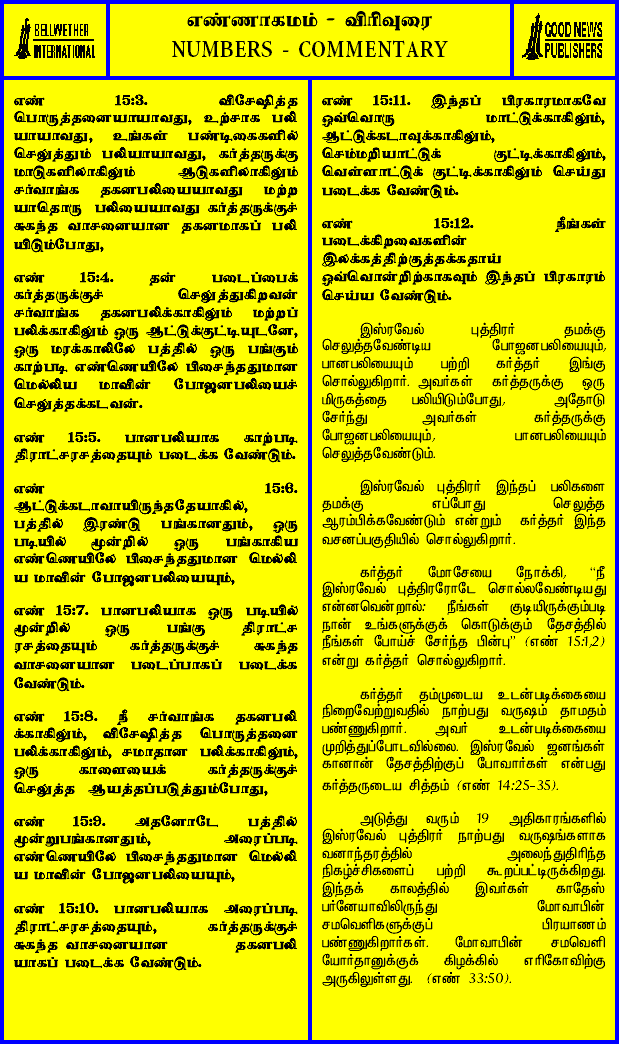 BELLWETHER
INTERNATIONAL
எண்ணாகமம் - விரிவுரை
NUMBERS - COMMENTARY
GOOD NEWS
PUBLISHERS
எண் 15:3. விசேஷித்த
பொருத்தனையாயாவது, உற்சாக பலி
யாயாவது, உங்கள் பண்டிகைகளில்
செலுத்தும் பலியாயாவது, கர்த்தருக்கு
மாடுகளிலாகிலும் ஆடுகளிலாகிலும்
சர்வாங்க தகனபலியையாவது மற்ற
யாதொரு பலியையாவது கர்த்தருக்குச்
சுகந்த வாசனையான தகனமாகப் பலி
யிடும்போது,
எண் 15:4. தன் படைப்பைக்
கர்த்தருக்குச் செலுத்துகிறவன்
சர்வாங்க தகனபலிக்காகிலும் மற்றப்
பலிக்காகிலும் ஒரு ஆட்டுக்குட்டியுடனே,
ஒரு மரக்காலிலே பத்தில் ஒரு பங்கும்
காற்படி எண்ணெயிலே பிசைந்ததுமான
மெல்லிய மாவின் போஜனபலியைச்
செலுத்தக்கடவன்.
எண் 15:5. பானபலியாக காற்படி
திராட்சரசத்தையும் படைக்க வேண்டும்.
எண் 15:6.
ஆட்டுக்கடாவாயிருந்ததேயாகில்,
பத்தில் இரண்டு பங்கானதும், ஒரு
படியில் மூன்றில் ஒரு பங்காகிய
எண்ணெயிலே பிசைந்ததுமான மெல்லி
ய மாவின் போஜனபலியையும்,
எண் 15:7. பானபலியாக ஒரு படியில்
மூன்றில் ஒரு பங்கு திராட்ச
ரசத்தையும் கர்த்தருக்குச் சுகந்த
வாசனையான படைப்பாகப் படைக்க
வேண்டும்.
எண் 15:8. நீ சர்வாங்க தகனபலி
க்காகிலும், விசேஷித்த பொருத்தனை
பலிக்காகிலும், சமாதான பலிக்காகிலும்,
ஒரு காளையைக் கர்த்தருக்குச்
செலுத்த ஆயத்தப்படுத்தும்போது,
எண் 15:9. அதனோடே பத்தில்
மூன்றுபங்கானதும், அரைப்படி
எண்ணெயிலே பிசைந்ததுமான மெல்லி
ய மாவின் போஜனபலியையும்,
எண் 15:10. பானபலியாக அரைப்படி
திராட்சரசத்தையும், கர்த்தருக்குச்
சுகந்த வாசனையான தகனபலி
யாகப் படைக்க வேண்டும்.
எண் 15:11. இந்தப் பிரகாரமாகவே
ஒவ்வொரு மாட்டுக்காகிலும்,
ஆட்டுக்கடாவுக்காகிலும்,
செம்மறியாட்டுக் குட்டிக்காகிலும்,
வெள்ளாட்டுக் குட்டிக்காகிலும் செய்து
படைக்க வேண்டும்.
எண் 15:12. நீங்கள்
படைக்கிறவைகளின்
இலக்கத்திற்குத்தக்கதாய்
ஒவ்வொன்றிற்காகவும் இந்தப் பிரகாரம்
செய்ய வேண்டும்.
இஸ்ரவேல் புத்திரர் தமக்கு
செலுத்தவேண்டிய போஜனபலியையும்,
பானபலியையும் பற்றி கர்த்தர் இங்கு
சொல்லுகிறார். அவர்கள் கர்த்தருக்கு ஒரு
மிருகத்தை பலியிடும்போது, அதோடு
சேர்ந்து அவர்கள் கர்த்தருக்கு
போஜனபலியையும், பானபலியையும்
செலுத்தவேண்டும்.
இஸ்ரவேல் புத்திரர் இந்தப் பலிகளை
தமக்கு எப்போது செலுத்த
ஆரம்பிக்கவேண்டும் என்றும் கர்த்தர் இந்த
வசனப்பகுதியில் சொல்லுகிறார்.
கர்த்தர் மோசேயை நோக்கி, “நீ
இஸ்ரவேல் புத்திரரோடே சொல்லவேண்டியது
என்னவென்றால்: நீங்கள் குடியிருக்கும்படி
நான் உங்களுக்குக் கொடுக்கும் தேசத்தில்
நீங்கள் போய்ச் சேர்ந்த பின்பு” (எண் 15:1,2)
என்று கர்த்தர் சொல்லுகிறார்.
கர்த்தர் தம்முடைய உடன்படிக்கையை
நிறைவேற்றுவதில் நாற்பது வருஷம் தாமதம்
பண்ணுகிறார். அவர் உடன்படிக்கையை
முறித்துப்போடவில்லை. இஸ்ரவேல் ஜனங்கள்
கானான் தேசத்திற்குப் போவார்கள் என்பது
கர்த்தருடைய சித்தம் (எண் 14:25-35).
அடுத்து வரும் 19 அதிகாரங்களில்
இஸ்ரவேல் புத்திரர் நாற்பது வருஷங்களாக
வனாந்தரத்தில் அலைந்துதிரிந்த
நிகழ்ச்சிகளைப் பற்றி கூறப்பட்டிருக்கிறது.
இந்தக் காலத்தில் இவர்கள் காதேஸ்
பர்னேயாவிலிருந்து மோவாபின்
சமவெளிகளுக்குப் பிரயாணம்
பண்ணுகிறார்கள். மோவாபின் சமவெளி
யோர்தானுக்குக் கிழக்கில் எரிகோவிற்கு
அருகிலுள்ளது. (எண் 33:50).